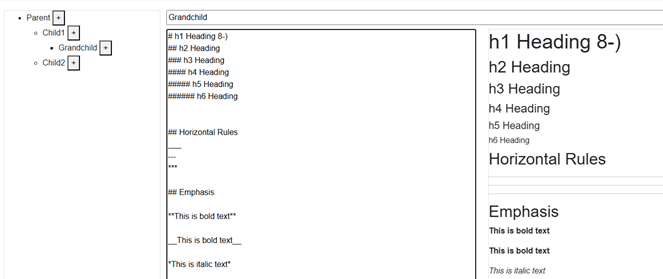 Parent +
Child1 +
Grandchild +
Child2 +
Grandchild
# h1 Heading 8-)
## h2 Heading
### h3 Heading
#### h4 Heading
##### h5 Heading
###### h6 Heading
## Horizontal Rules
___
---
***
## Emphasis
**This is bold text**
__This is bold text__
*This is italic text*
h1 Heading 8-)
h2 Heading
h3 Heading
h4 Heading
h5 Heading
h6 Heading
Horizontal Rules
Emphasis
This is bold text
This is bold text
This is italic text